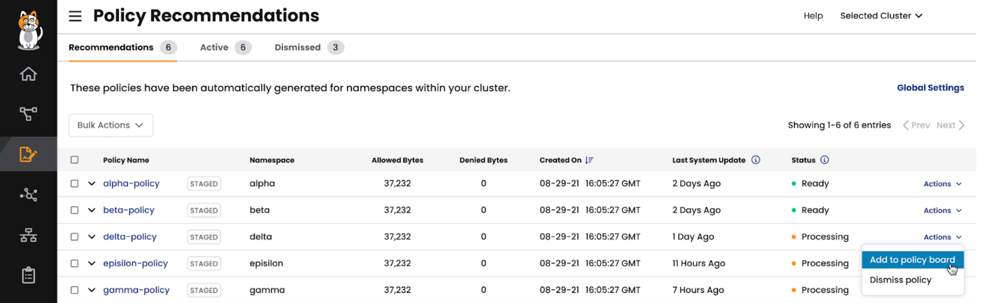 Policy Recommendations
Help Selected Cluster
Recommendations 6 Active 6 Dismissed 3
These policies have been automatically generated for namespaces within your cluster.
Global Settings
Bulk Actions
Showing 1-6 of 6 entries Prev Next
Policy Name Namespace Allowed Bytes Denied Bytes Created On Last System Update Status
alpha-policy STAGED alpha 37,232 0 08-29-21 16:05:27 GMT 2 Days Ago Ready Actions
beta-policy STAGED beta 37,232 0 08-29-21 16:05:27 GMT 2 Days Ago Ready Actions
delta-policy STAGED delta 37,232 0 08-29-21 16:05:27 GMT 1 Day Ago Processing Actions
episilon-policy STAGED episilon 37,232 0 08-29-21 16:05:27 GMT 11 Hours Ago Processing
Add to policy board
gamma-policy STAGED gamma 37,232 0 08-29-21 16:05:27 GMT 7 Hours Ago Processing
Dismiss policy